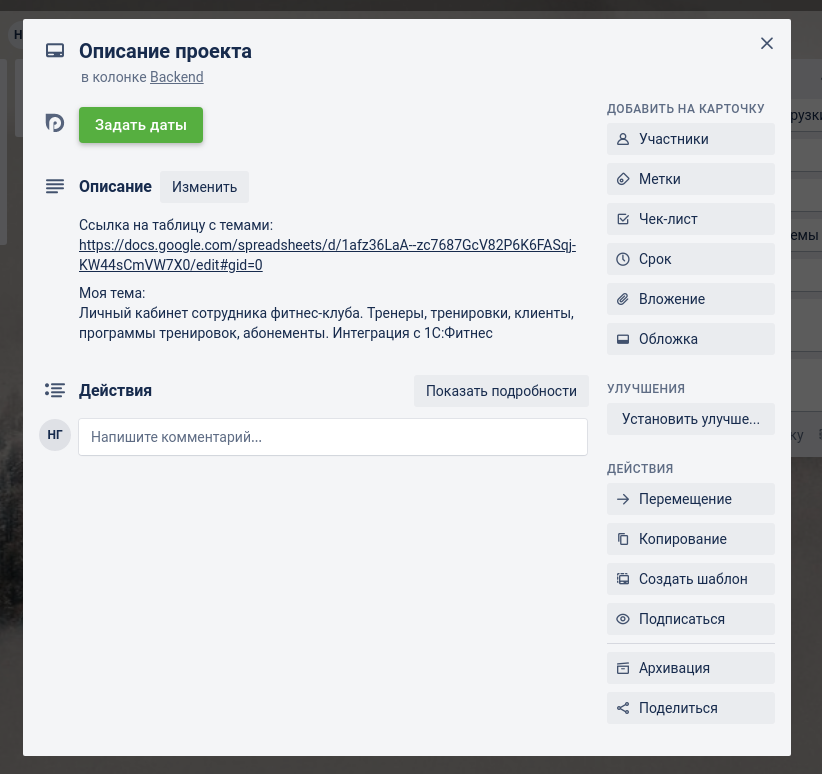 Описание проекта
в колонке Backend
Задать даты
Описание
Изменить
Ссылка на таблицу с темами:
https://docs.google.com/spreadsheets/d/1afz36LaA--zc7687GcV82P6K6FASqj-
KW44sCmVW7X0/edit#gid=0
Моя тема:
Личный кабинет сотрудника фитнес-клуба. Тренеры, тренировки, клиенты,
программы тренировок, абонементы. Интеграция с 1С:Фитнес
Действия
Показать подробности
НГ
Напишите комментарий...
ДОБАВИТЬ НА КАРТОЧКУ
Участники
Метки
Чек-лист
Срок
Вложение
Обложка
УЛУЧШЕНИЯ
Установить улучше...
ДЕЙСТВИЯ
Перемещение
Копирование
Создать шаблон
Подписаться
Архивация
Поделиться